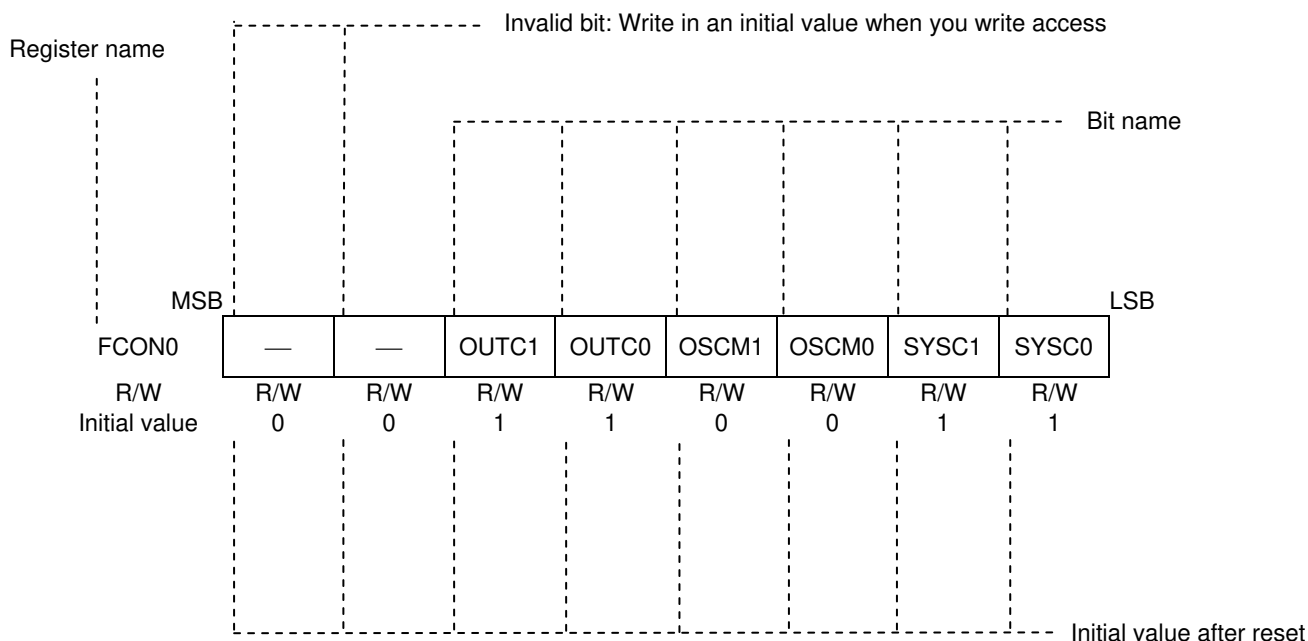 Invalid bit: Write in an initial value when you write access
Register name
Bit name
MSB LSB
FCON0 — — OUTC1 OUTC0 OSCM1 OSCM0 SYSC1 SYSC0
R/W R/W R/W R/W R/W R/W R/W R/W R/W
Initial value 0 0 1 1 0 0 1 1
Initial value after reset